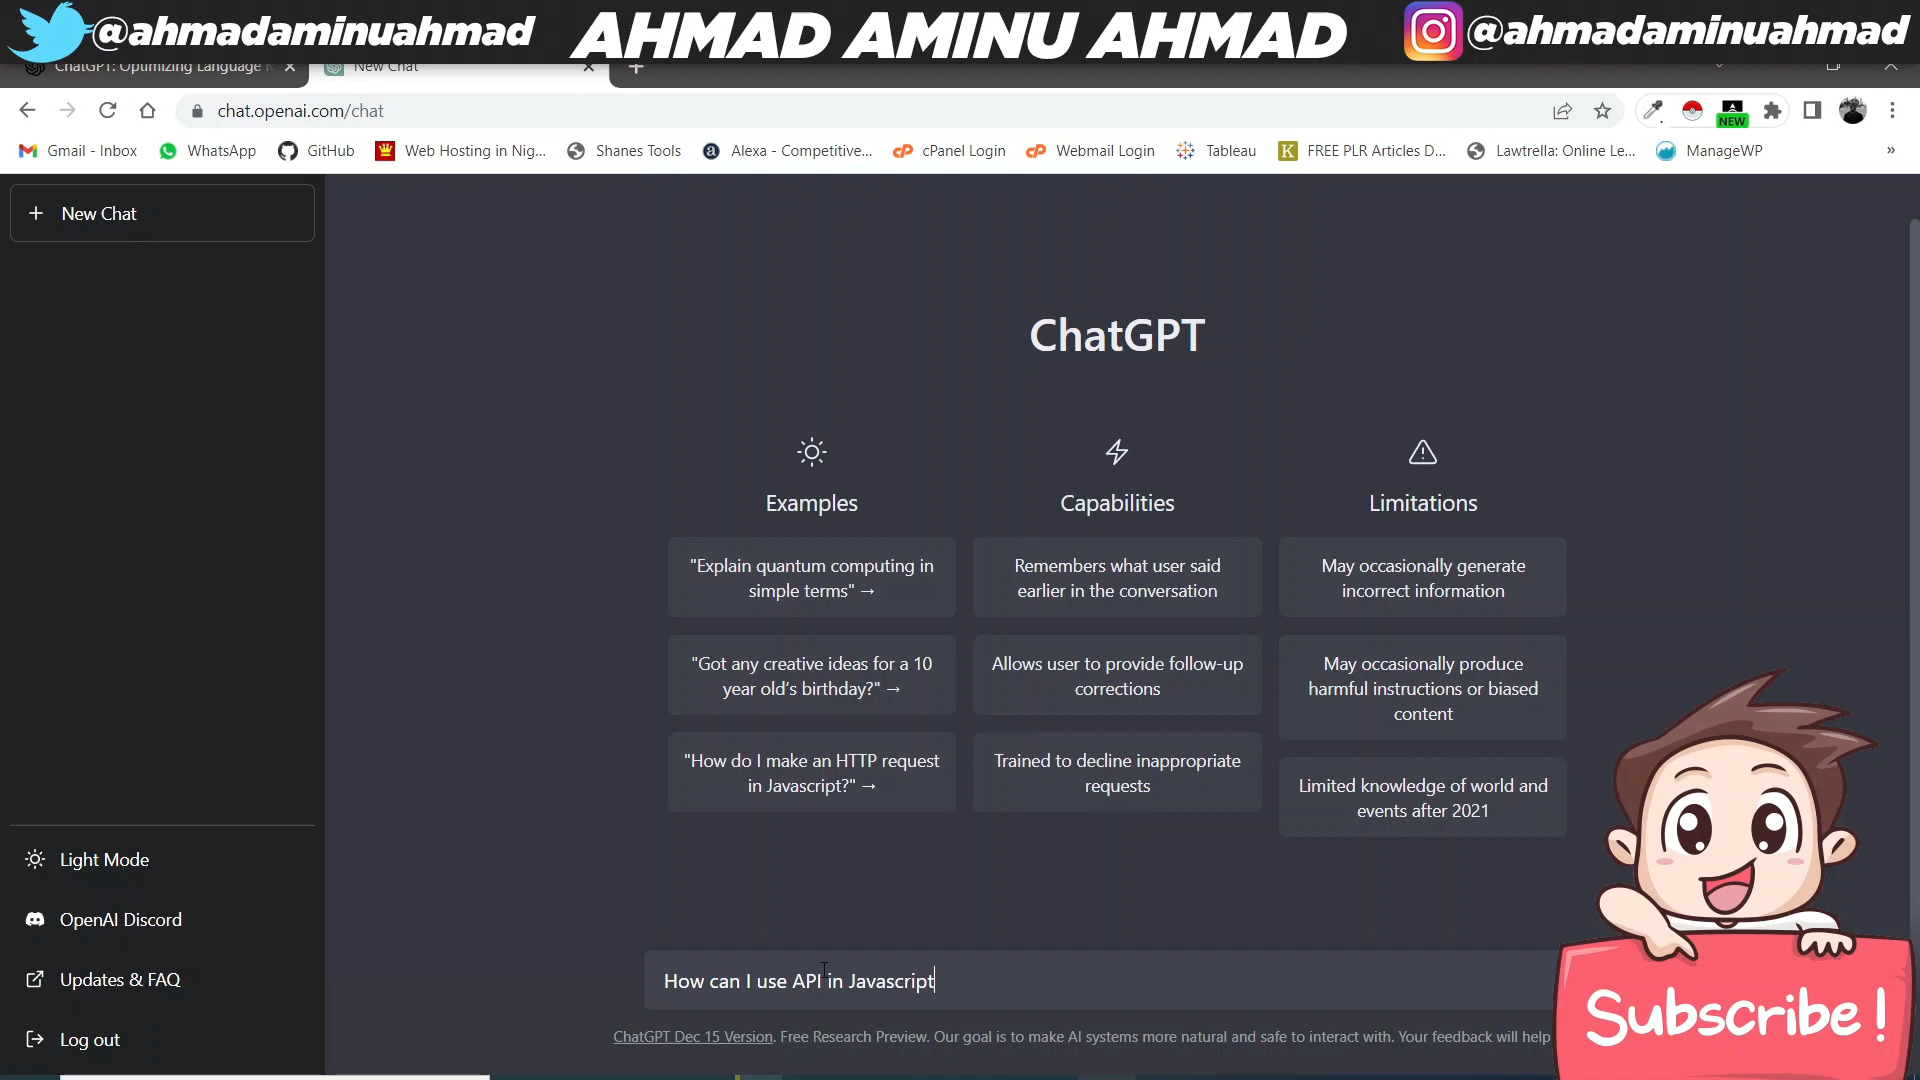 @ahmadaminuahmad AHMAD AMINU AHMAD @ahmadaminuahmad
ChatGPT: Optimizing Language New Chat
chat.openai.com/chat
NEW
Gmail - Inbox WhatsApp GitHub Web Hosting in Nig... Shanes Tools Alexa - Competitive... cPanel Login Webmail Login Tableau FREE PLR Articles D... Lawtrella: Online Le... ManageWP »
+ New Chat
ChatGPT
Examples
"Explain quantum computing in
simple terms" →
"Got any creative ideas for a 10
year old’s birthday?" →
"How do I make an HTTP request
in Javascript?" →
Capabilities
Remembers what user said
earlier in the conversation
Allows user to provide follow-up
corrections
Trained to decline inappropriate
requests
Limitations
May occasionally generate
incorrect information
May occasionally produce
harmful instructions or biased
content
Limited knowledge of world and
events after 2021
Light Mode
OpenAI Discord
Updates & FAQ
Log out
How can I use API in Javascript
ChatGPT Dec 15 Version. Free Research Preview. Our goal is to make AI systems more natural and safe to interact with. Your feedback will help
Subscribe!